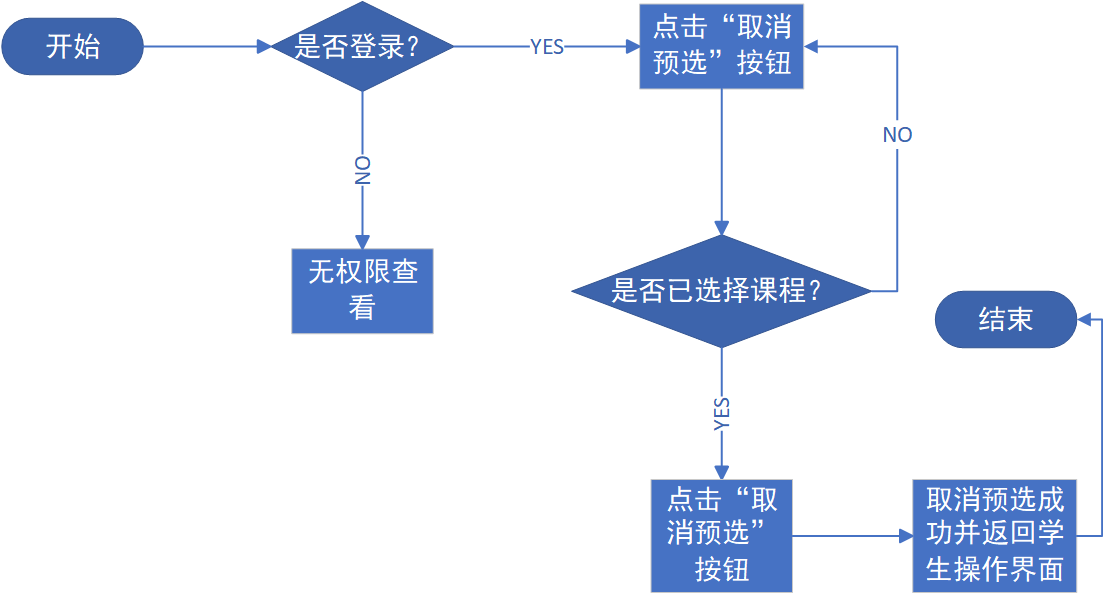 开始
是否登录?
YES
点击“取消
预选”按钮
NO
NO
无权限查
看
是否已选择课程?
结束
YES
点击“取
消预选”
按钮
取消预选成
功并返回学
生操作界面